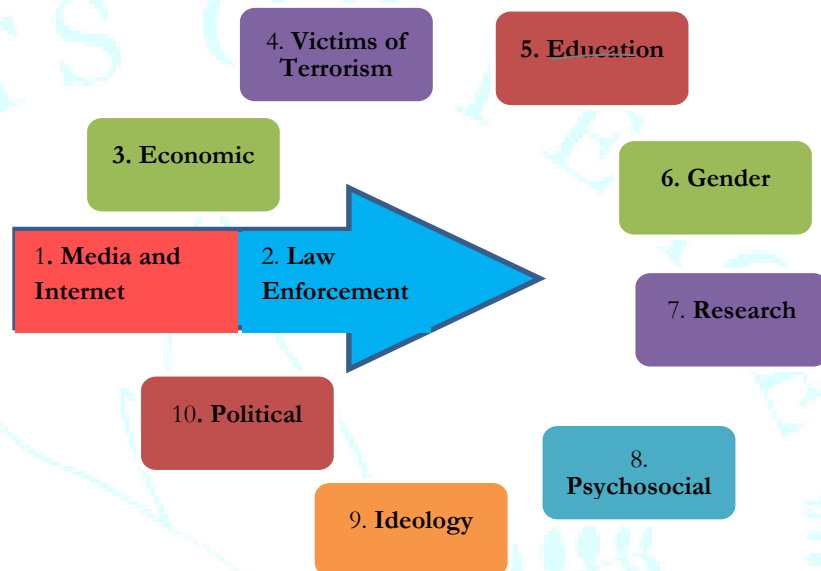 4. Victims of
Terrorism
5. Education
3. Economic
6. Gender
1. Media and
Internet
2. Law
Enforcement
7. Research
10. Political
8.
Psychosocial
9. Ideology